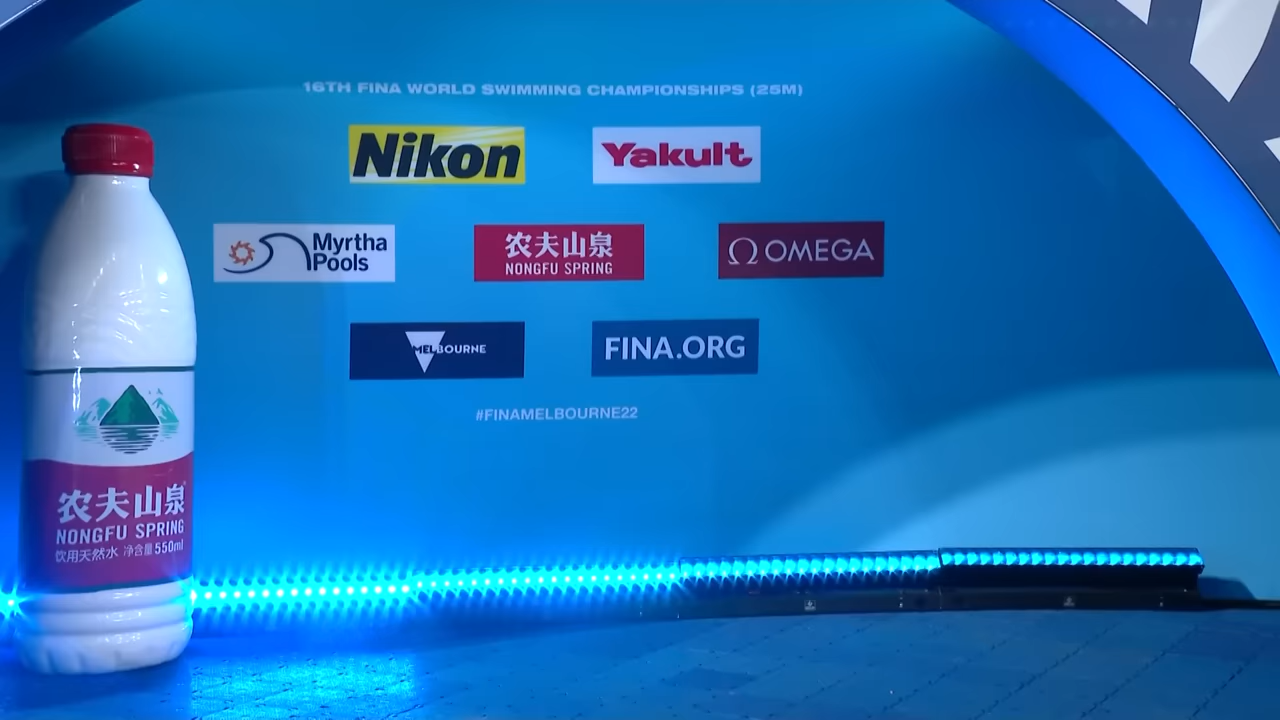 16TH FINA WORLD SWIMMING CHAMPIONSHIPS (25M)
Nikon
Yakult
Myrtha
Pools
农夫山泉
NONGFU SPRING
Ω OMEGA
MELBOURNE
FINA.ORG
#FINAMELBOURNE22
农夫山泉
NONGFU SPRING
饮用天然水 净含量550ml